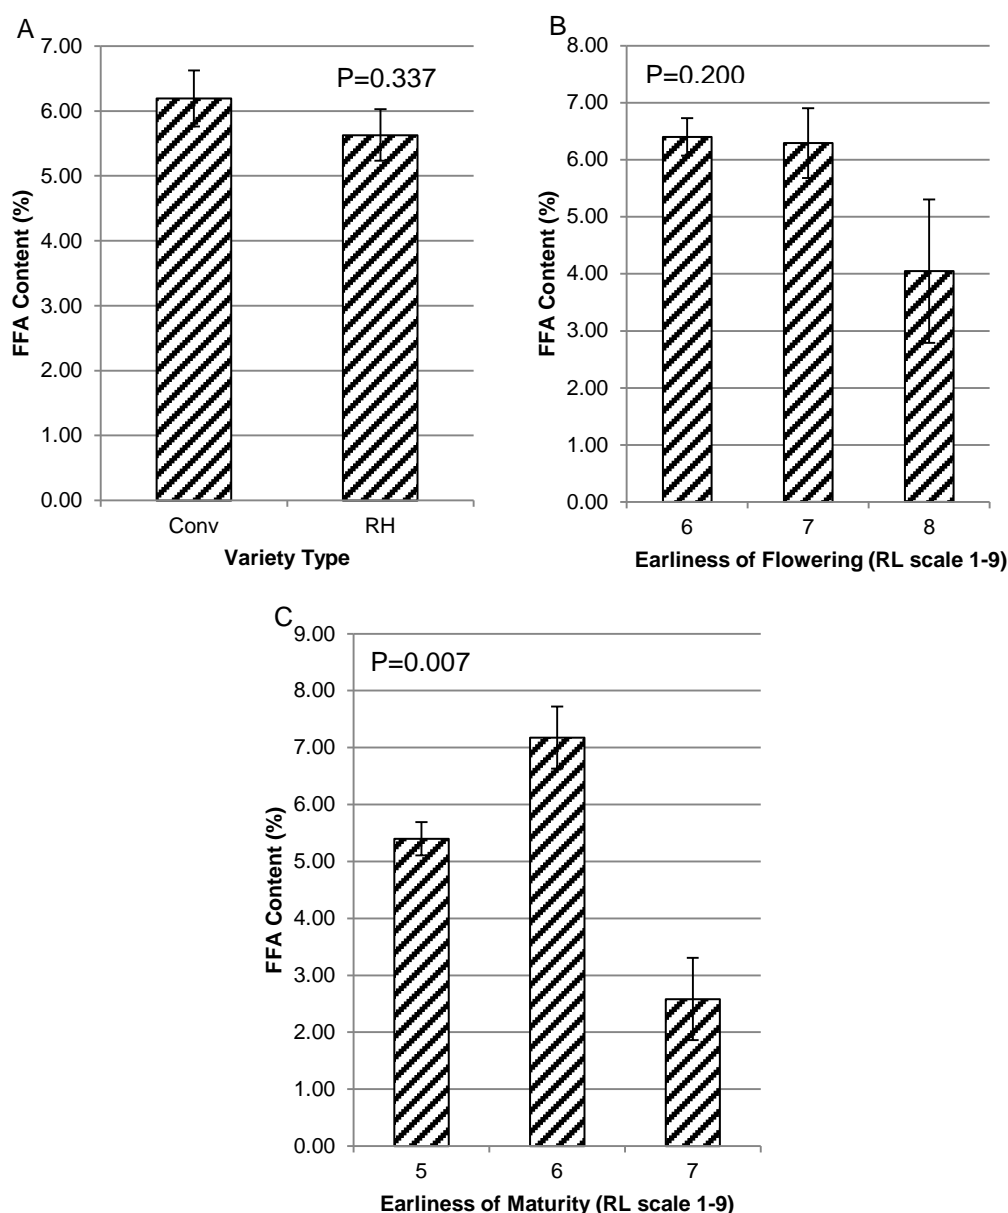 A
7.00
6.00
5.00
4.00
3.00
2.00
1.00
0.00
FFA Content (%)
P=0.337
Conv
RH
Variety Type
B
8.00
7.00
6.00
5.00
4.00
3.00
2.00
1.00
0.00
FFA Content (%)
P=0.200
6
7
8
Earliness of Flowering (RL scale 1-9)
C
9.00
8.00
7.00
6.00
5.00
4.00
3.00
2.00
1.00
0.00
FFA Content (%)
P=0.007
5
6
7
Earliness of Maturity (RL scale 1-9)